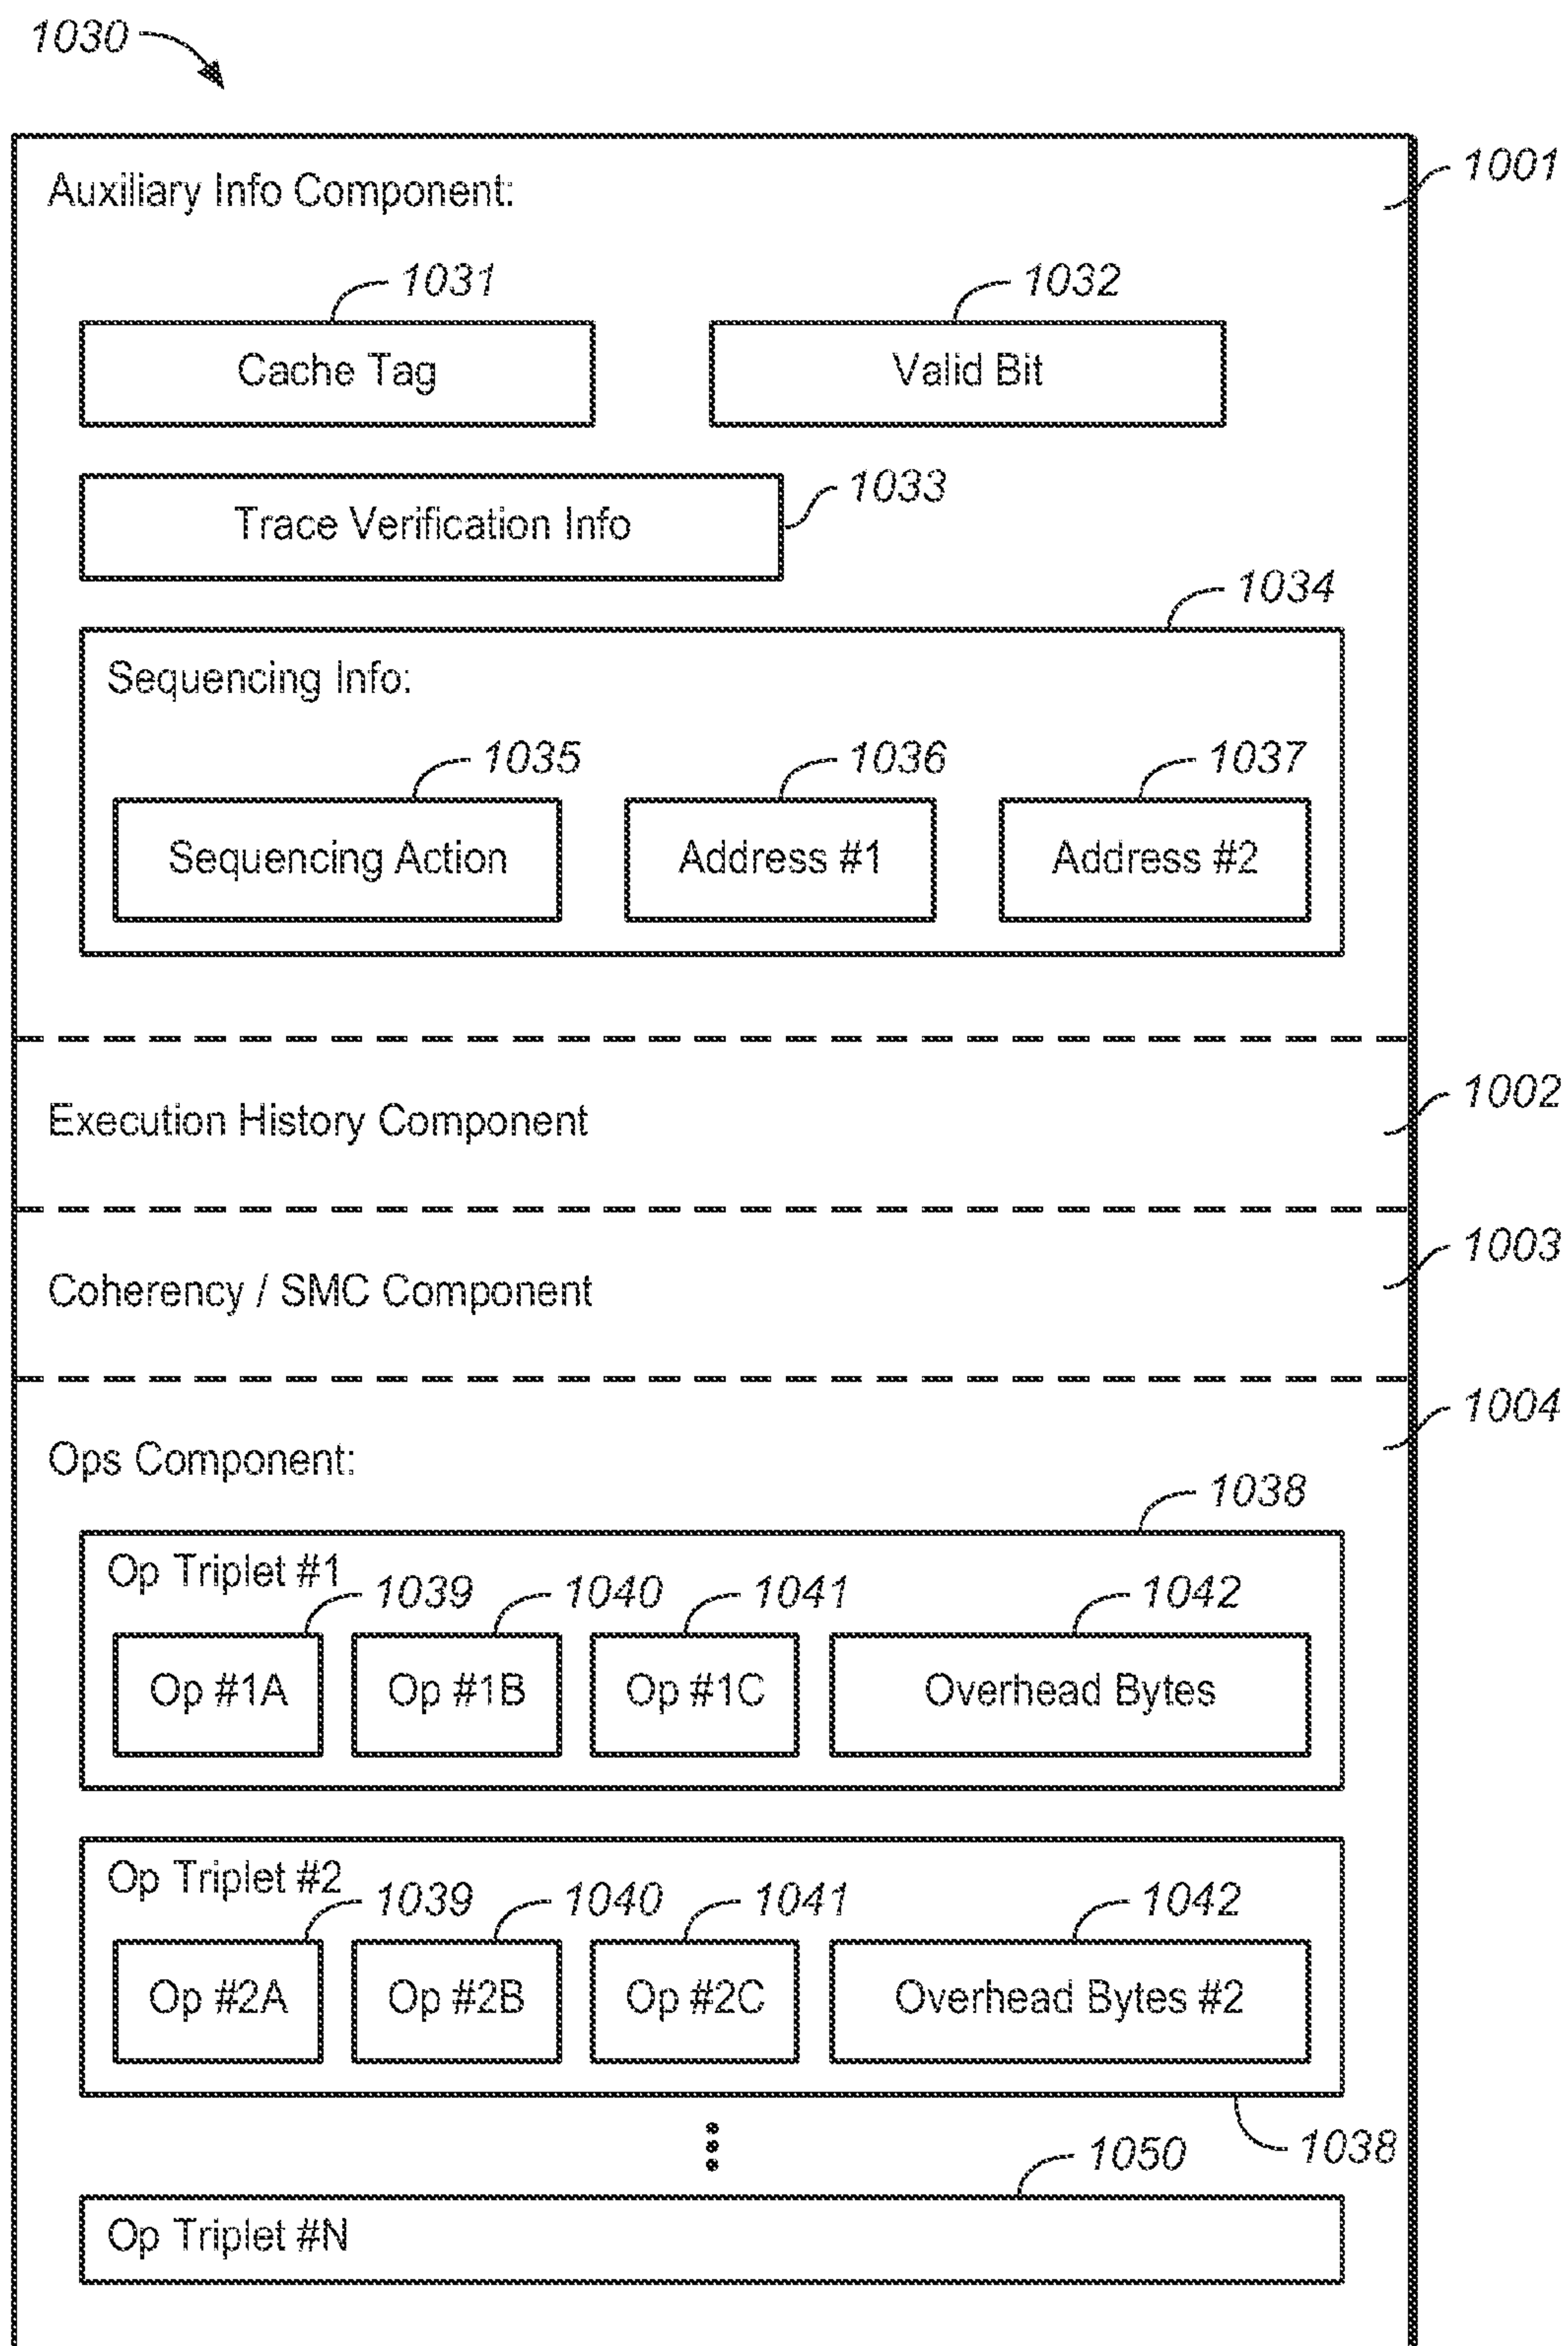 1030
Auxiliary Info Component:
1001
1031
1032
Cache Tag
Valid Bit
1033
Trace Verification Info
1034
Sequencing Info:
1035
1036
1037
Sequencing Action
Address #1
Address #2
Execution History Component
1002
Coherency / SMC Component
1003
1004
Ops Component:
1038
Op Triplet #1
1039
1040
1041
1042
Op #1A
Op #1B
Op #1C
Overhead Bytes
Op Triplet #2
1039
1040
1041
1042
Op #2A
Op #2B
Op #2C
Overhead Bytes #2
1038
1050
Op Triplet #N